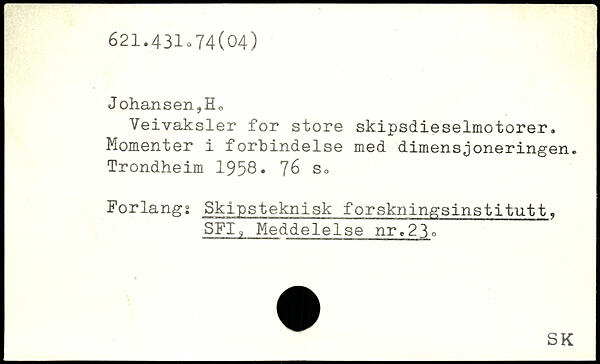 621.431.74(04)
Johansen,H.
Veivaksler for store skipsdieselmotorer.
Momenter i forbindelse med dimensjoneringen.
Trondheim 1958. 76 s.
Forlang: Skipsteknisk forskningsinstitutt,
SFI, Meddelelse nr.23.
SK